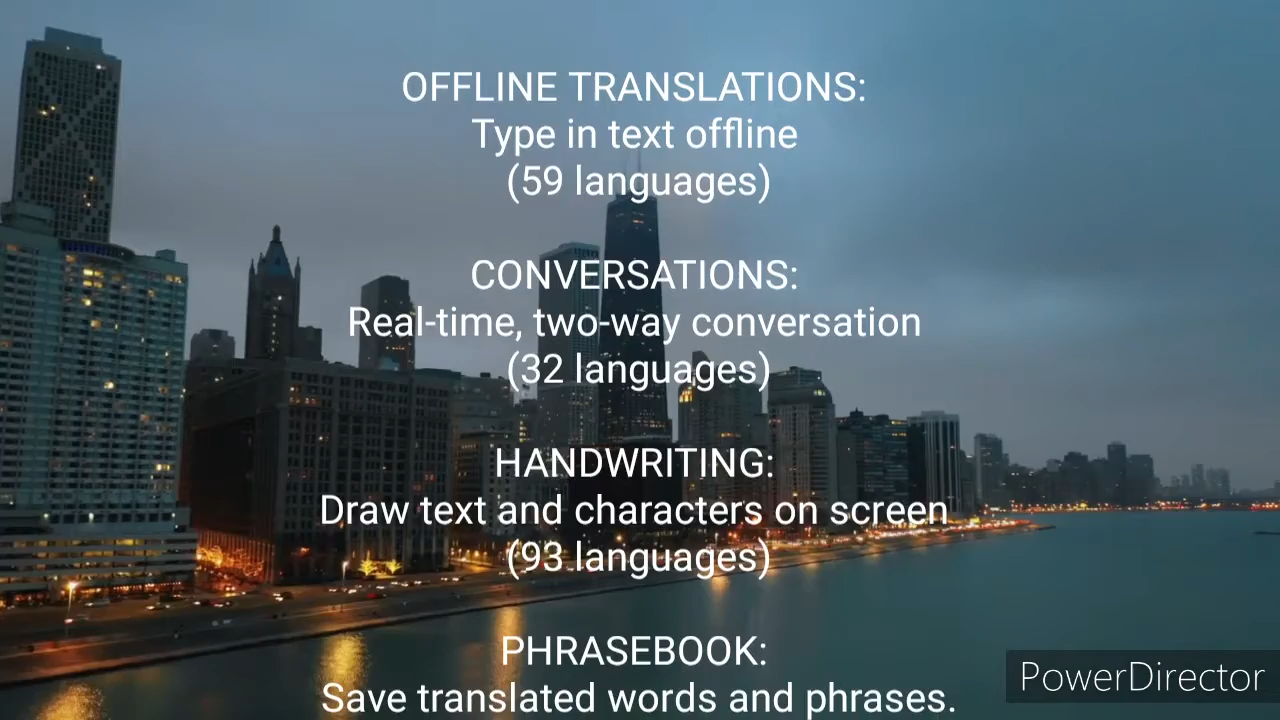 OFFLINE TRANSLATIONS:
Type in text offline
(59 languages)
CONVERSATIONS:
Real-time, two-way conversation
(32 languages)
HANDWRITING:
Draw text and characters on screen
(93 languages)
PHRASEBOOK:
Save translated words and phrases.
PowerDirector